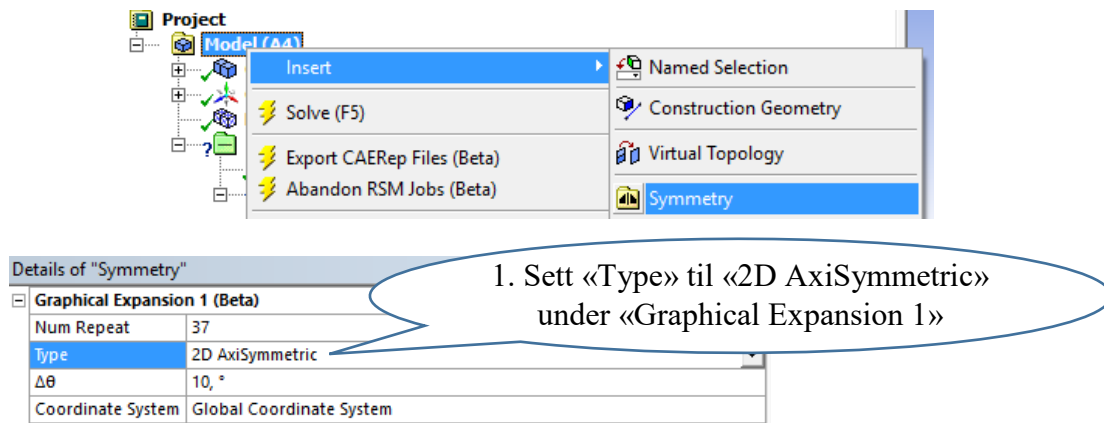 Project
Model (A4)
Insert
Named Selection
Construction Geometry
Solve (F5)
Virtual Topology
Export CAERep Files (Beta)
Abandon RSM Jobs (Beta)
Symmetry
Details of "Symmetry"
Graphical Expansion 1 (Beta)
Num Repeat 37
Type 2D AxiSymmetric
Δθ 10, °
Coordinate System Global Coordinate System
1. Sett «Type» til «2D AxiSymmetric»
under «Graphical Expansion 1»